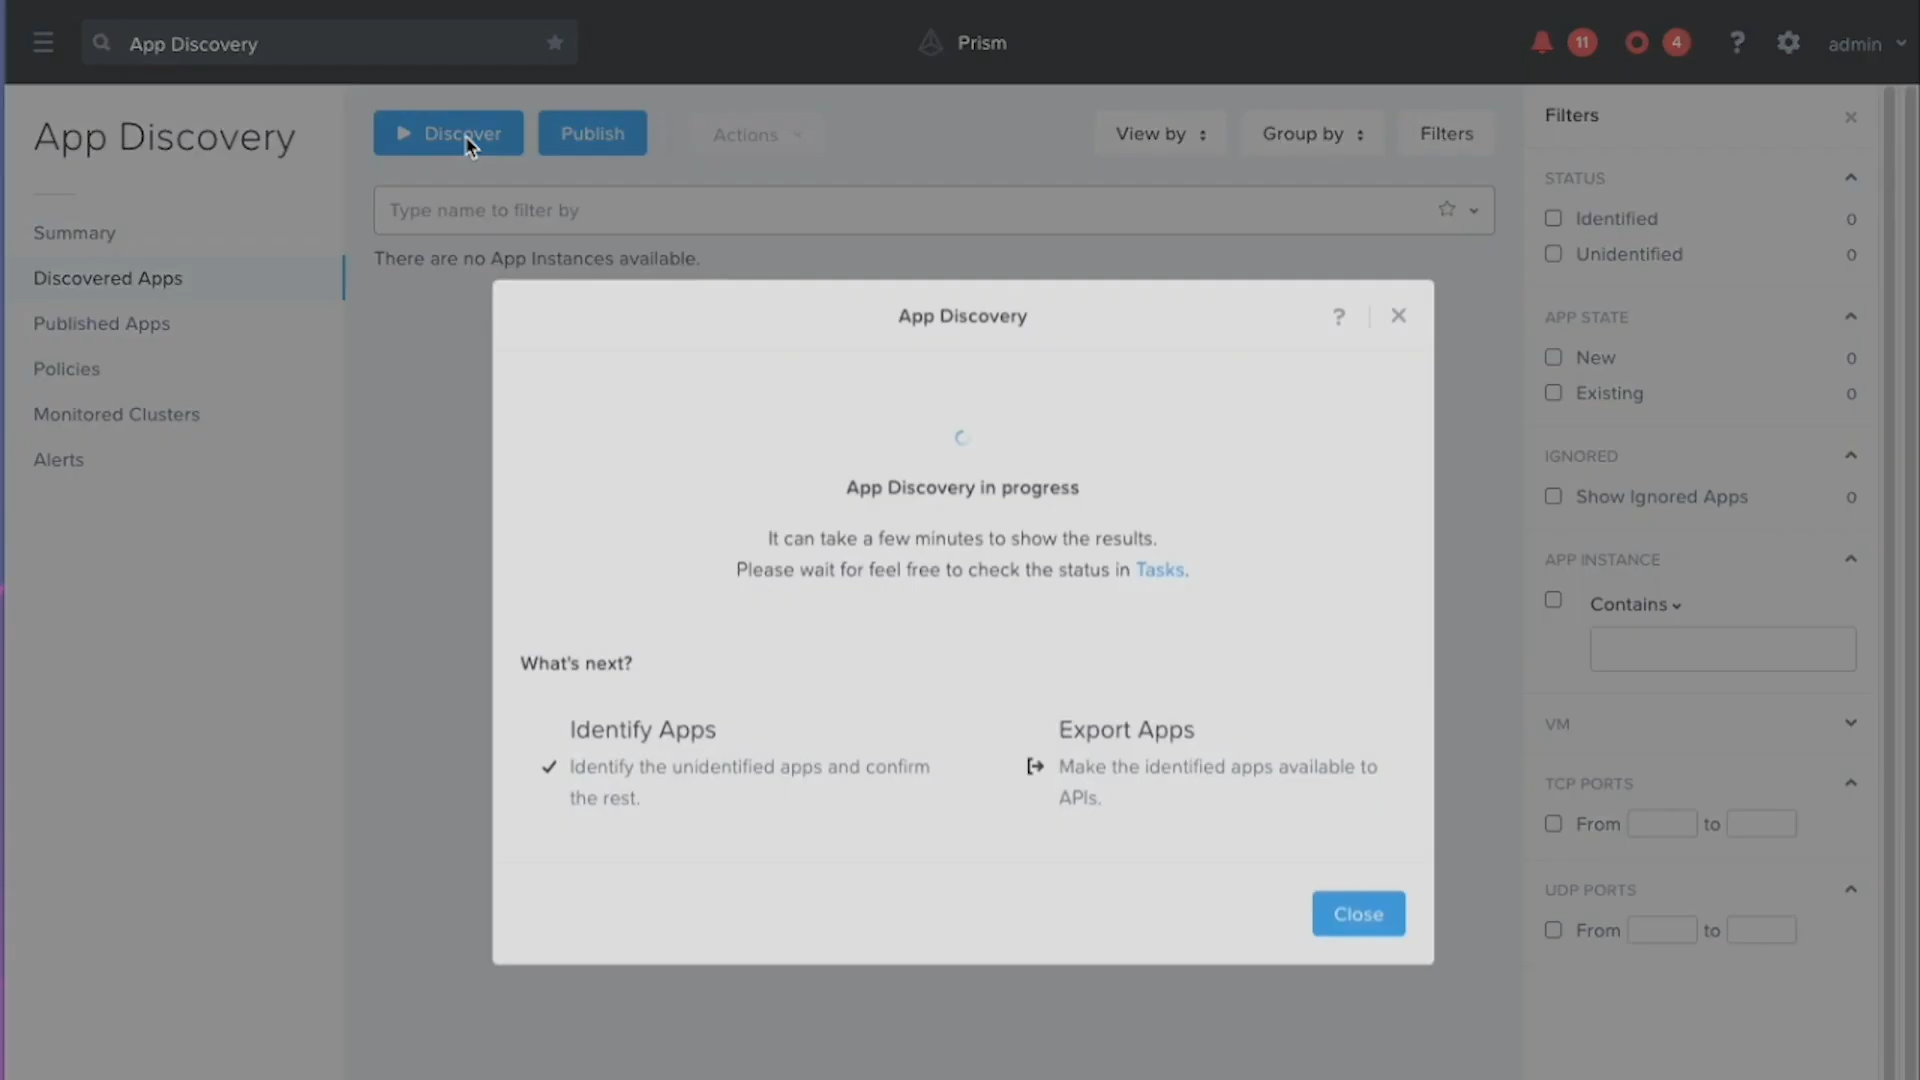 App Discovery
Prism
11
4
?
admin
App Discovery
Summary
Discovered Apps
Published Apps
Policies
Monitored Clusters
Alerts
Discover
Publish
Actions
View by
Group by
Filters
Type name to filter by
There are no App Instances available.
App Discovery
?
App Discovery in progress
It can take a few minutes to show the results.
Please wait for feel free to check the status in Tasks.
What's next?
Identify Apps
Identify the unidentified apps and confirm
the rest.
Export Apps
Make the identified apps available to
APIs.
Close
Filters
STATUS
Identified 0
Unidentified 0
APP STATE
New 0
Existing 0
IGNORED
Show Ignored Apps 0
APP INSTANCE
Contains
VM
TCP PORTS
From to
UDP PORTS
From to